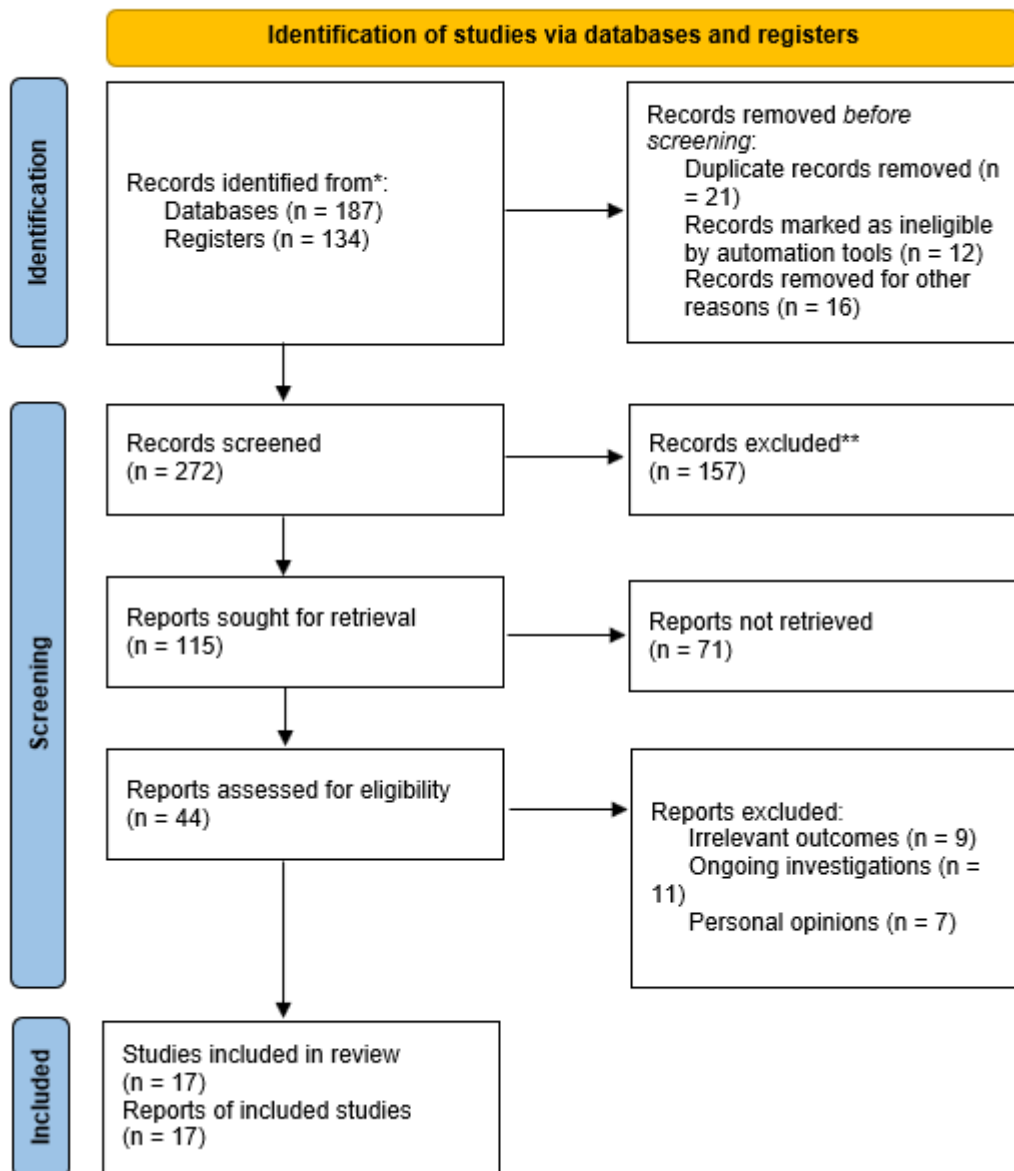 Identification of studies via databases and registers
Identification
Records identified from*:
Databases (n = 187)
Registers (n = 134)
Records removed before
screening:
Duplicate records removed (n
= 21)
Records marked as ineligible
by automation tools (n = 12)
Records removed for other
reasons (n = 16)
Screening
Records screened
(n = 272)
Records excluded**
(n = 157)
Reports sought for retrieval
(n = 115)
Reports not retrieved
(n = 71)
Reports assessed for eligibility
(n = 44)
Reports excluded:
Irrelevant outcomes (n = 9)
Ongoing investigations (n =
11)
Personal opinions (n = 7)
Included
Studies included in review
(n = 17)
Reports of included studies
(n = 17)